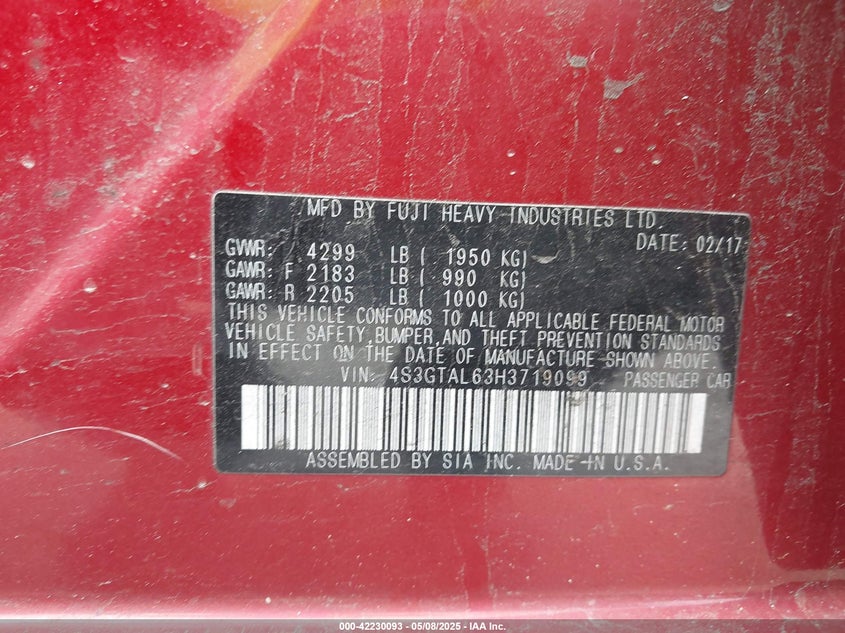 MFD BY FUJI HEAVY INDUSTRIES LTD.
DATE: 02/17
GVWR: 4299 LB ( 1950 KG)
GAWR: F 2183 LB ( 990 KG)
GAWR: R 2205 LB ( 1000 KG)
THIS VEHICLE CONFORMS TO ALL APPLICABLE FEDERAL MOTOR
VEHICLE SAFETY, BUMPER, AND THEFT PREVENTION STANDARDS
IN EFFECT ON THE DATE OF MANUFACTURE SHOWN ABOVE.
VIN: 4S3GTAL63H3719099 PASSENGER CAR
ASSEMBLED BY SIA INC. MADE IN U.S.A.
000-42230093 - 05/08/2025 - IAA Inc.